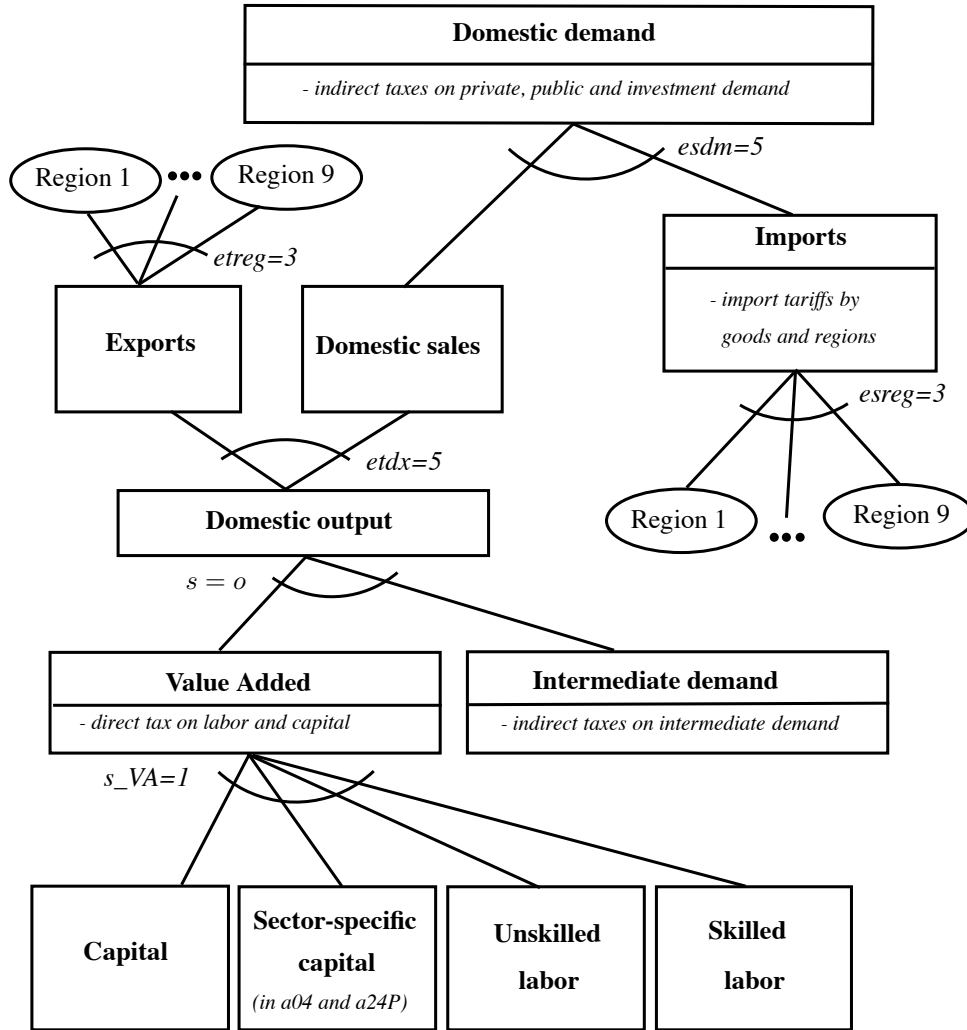 Domestic demand
- indirect taxes on private, public and investment demand
esdm=5
Region 1 ••• Region 9
etreg=3
Imports
- import tariffs by
goods and regions
Exports
Domestic sales
esreg=3
etdx=5
Region 1 ••• Region 9
Domestic output
s = o
Value Added
- direct tax on labor and capital
Intermediate demand
- indirect taxes on intermediate demand
s_VA=1
Capital
Sector-specific
capital
(in a04 and a24P)
Unskilled
labor
Skilled
labor